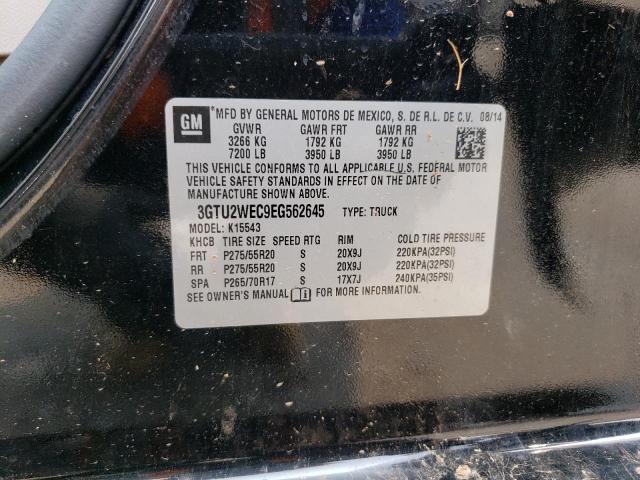 GM
*MFD BY GENERAL MOTORS DE MEXICO, S. DE R.L. DE C.V. 08/14
GVWR GAWR FRT GAWR RR
3266 KG 1792 KG 1792 KG
7200 LB 3950 LB 3950 LB
THIS VEHICLE CONFORMS TO ALL APPLICABLE U.S. FEDERAL MOTOR
VEHICLE SAFETY STANDARDS IN EFFECT ON THE DATE OF
MANUFACTURE SHOWN ABOVE.
3GTU2WEC9EG562645 TYPE: TRUCK
MODEL: K15543
KHCB TIRE SIZE SPEED RTG RIM COLD TIRE PRESSURE
FRT P275/55R20 S 20X9J 220KPA(32PSI)
RR P275/55R20 S 20X9J 220KPA(32PSI)
SPA P265/70R17 S 17X7J 240KPA(35PSI)
SEE OWNER'S MANUAL FOR MORE INFORMATION